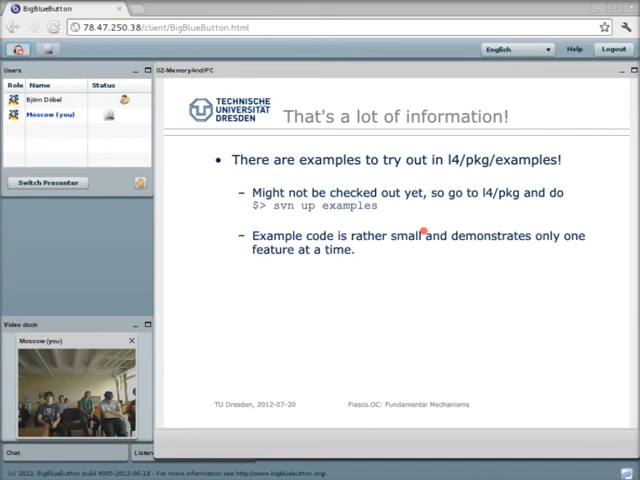 BigBlueButton
78.47.250.38/client/BigBlueButton.html
English
Help
Logout
Users
Role Name Status
Björn Döbel
Moscow (you)
Switch Presenter
Video dock
Moscow (you)
Chat
Listen
02-MemoryAndIPC
TECHNISCHE
UNIVERSITÄT
DRESDEN
That's a lot of information!
• There are examples to try out in l4/pkg/examples!
– Might not be checked out yet, so go to l4/pkg and do
$> svn up examples
– Example code is rather small and demonstrates only one
feature at a time.
TU Dresden, 2012-07-20
Fiasco.OC: Fundamental Mechanisms
(c) 2012, BigBlueButton build 4005-2012-06-19 - For more information see http://www.bigbluebutton.org/.